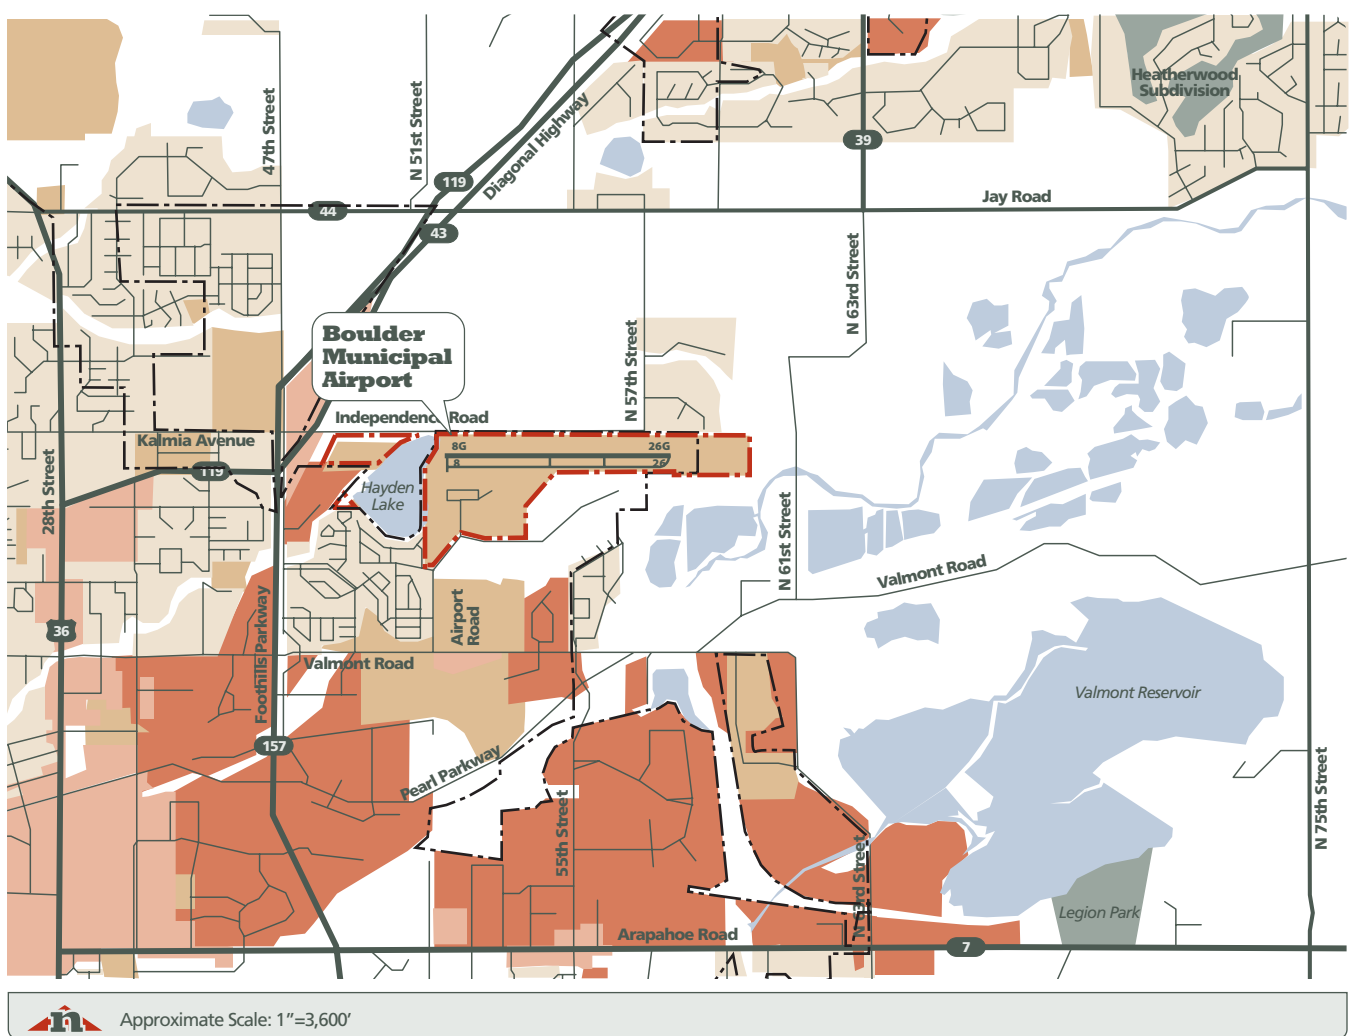 Heatherwood
Subdivision
47th Street
N 51st Street
Diagonal Highway
39
119
Jay Road
44
43
N 63rd Street
Boulder
Municipal
Airport
N 57th Street
Independenc Road
Kalmia Avenue
8G
26G
8
26
119
Hayden
Lake
28th Street
N 61st Street
Valmont Road
36
Foothills Parkway
Airport
Road
Valmont Road
Valmont Reservoir
157
Pearl Parkway
55th Street
N 75th Street
N 63rd Street
Legion Park
Arapahoe Road
7
n
Approximate Scale: 1”=3,600’